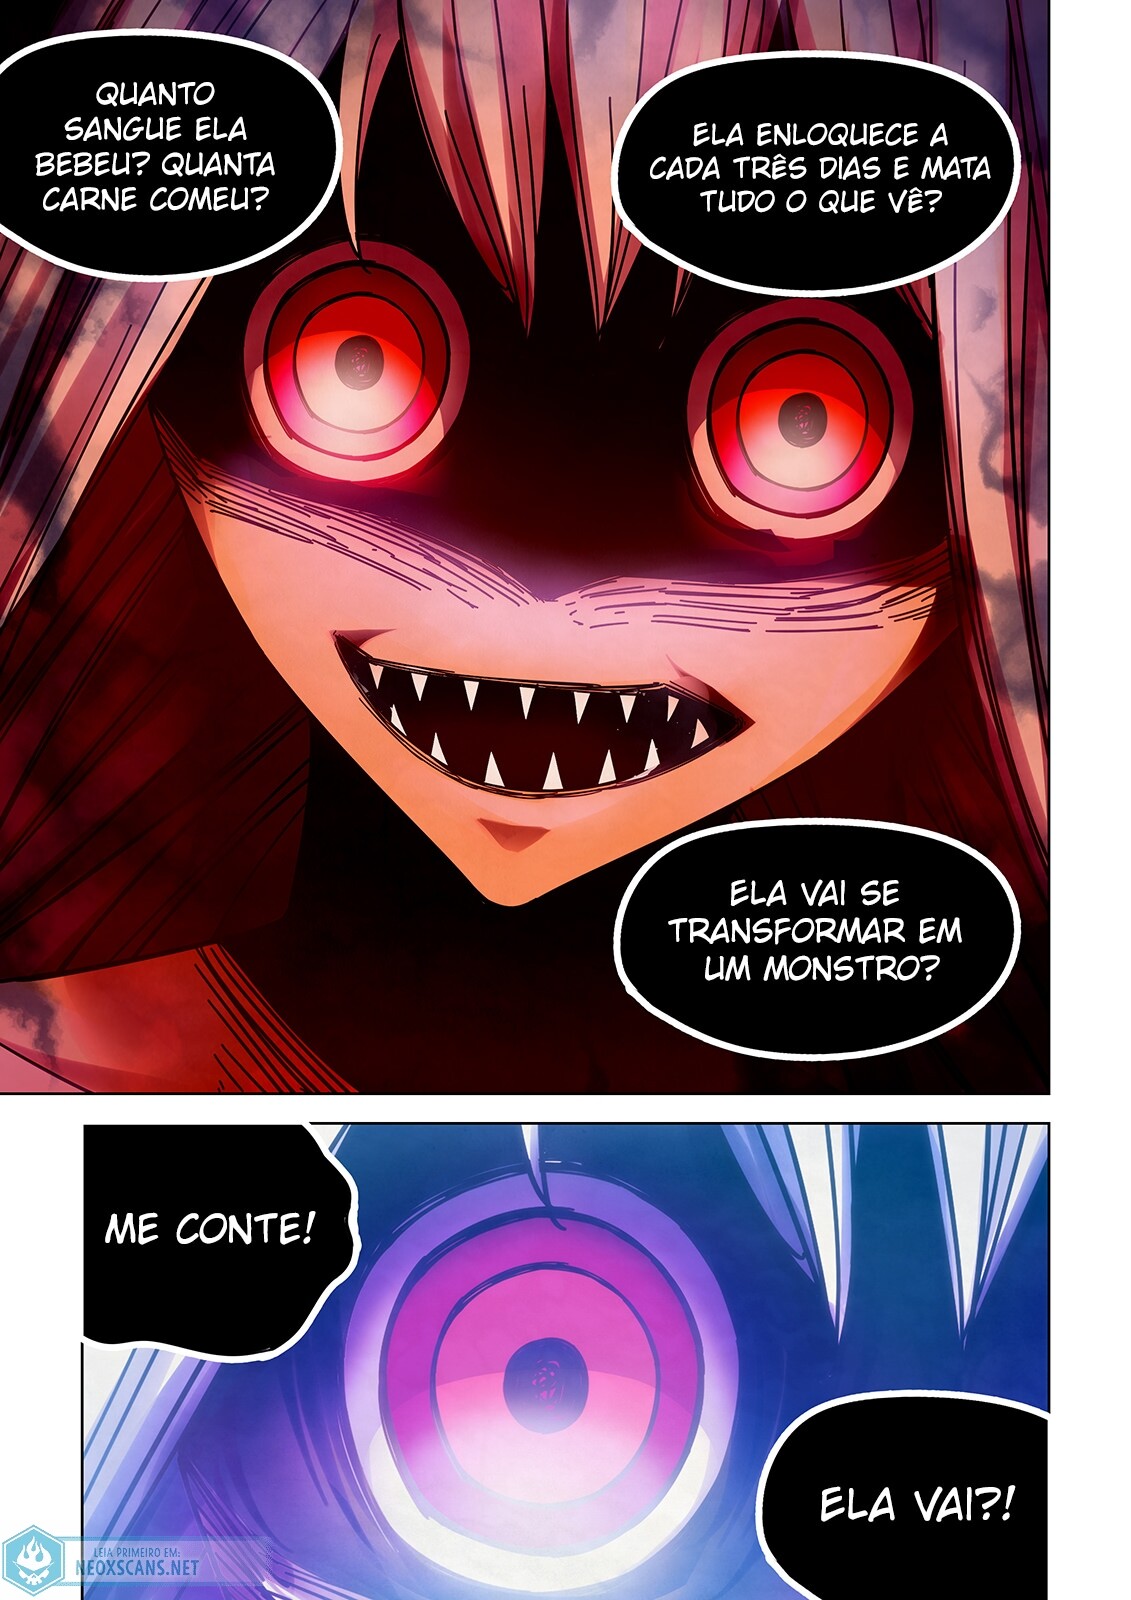 QUANTO
SANGUE ELA
BEBEU? QUANTA
CARNE COMEU?
ELA ENLOQUECE A
CADA TRÊS DIAS E MATA
TUDO O QUE VÊ?
ELA VAI SE
TRANSFORMAR EM
UM MONSTRO?
ME CONTE!
ELA VAI?!
LEIA PRIMEIRO EM:
NEOXSCANS.NET